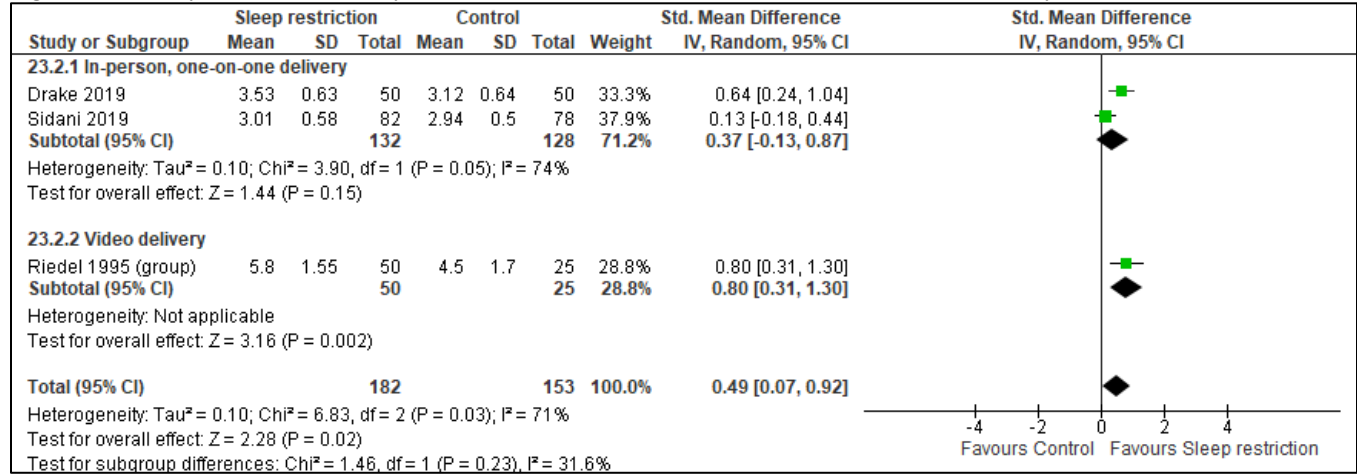 Sleep restriction Control Std. Mean Difference Std. Mean Difference
Study or Subgroup Mean SD Total Mean SD Total Weight IV, Random, 95% CI IV, Random, 95% CI
23.2.1 In-person, one-on-one delivery
Drake 2019 3.53 0.63 50 3.12 0.64 50 33.3% 0.64 [0.24, 1.04]
Sidani 2019 3.01 0.58 82 2.94 0.5 78 37.9% 0.13 [-0.18, 0.44]
Subtotal (95% CI) 132 128 71.2% 0.37 [-0.13, 0.87]
Heterogeneity: Tau² = 0.10; Chi² = 3.90, df = 1 (P = 0.05); I² = 74%
Test for overall effect: Z = 1.44 (P = 0.15)
23.2.2 Video delivery
Riedel 1995 (group) 5.8 1.55 50 4.5 1.7 25 28.8% 0.80 [0.31, 1.30]
Subtotal (95% CI) 50 25 28.8% 0.80 [0.31, 1.30]
Heterogeneity: Not applicable
Test for overall effect: Z = 3.16 (P = 0.002)
Total (95% CI) 182 153 100.0% 0.49 [0.07, 0.92]
Heterogeneity: Tau² = 0.10; Chi² = 6.83, df = 2 (P = 0.03); I² = 71%
Test for overall effect: Z = 2.28 (P = 0.02)
Test for subgroup differences: Chi² = 1.46, df = 1 (P = 0.23), I² = 31.6%
-4 -2 0 2 4
Favours Control Favours Sleep restriction